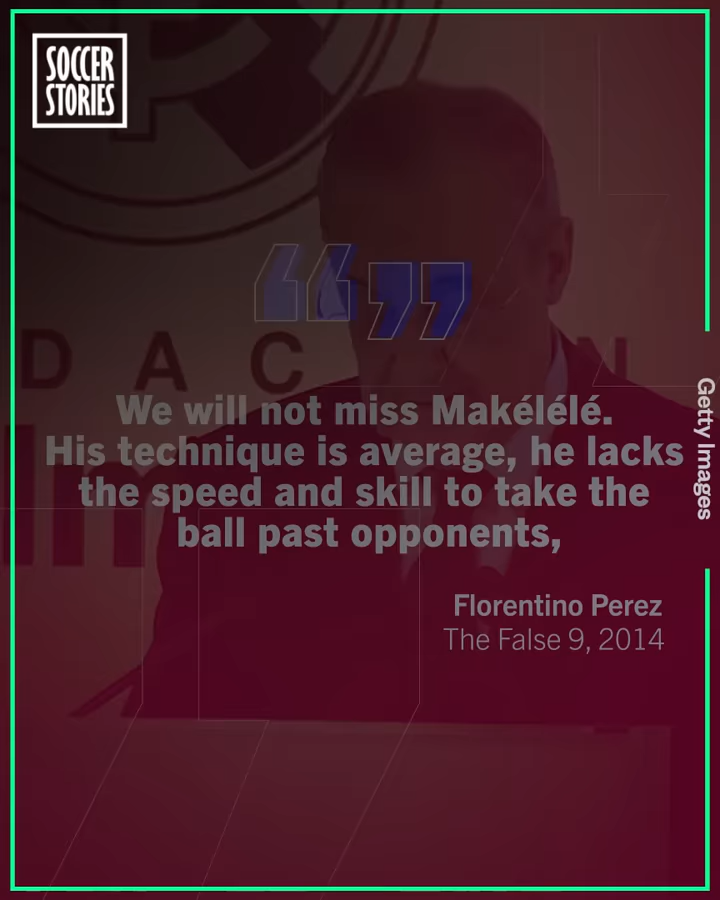 SOCCER
STORIES
“ ”
DAC N
We will not miss Makélélé.
His technique is average, he lacks
the speed and skill to take the
ball past opponents,
Florentino Perez
The False 9, 2014
Getty Images